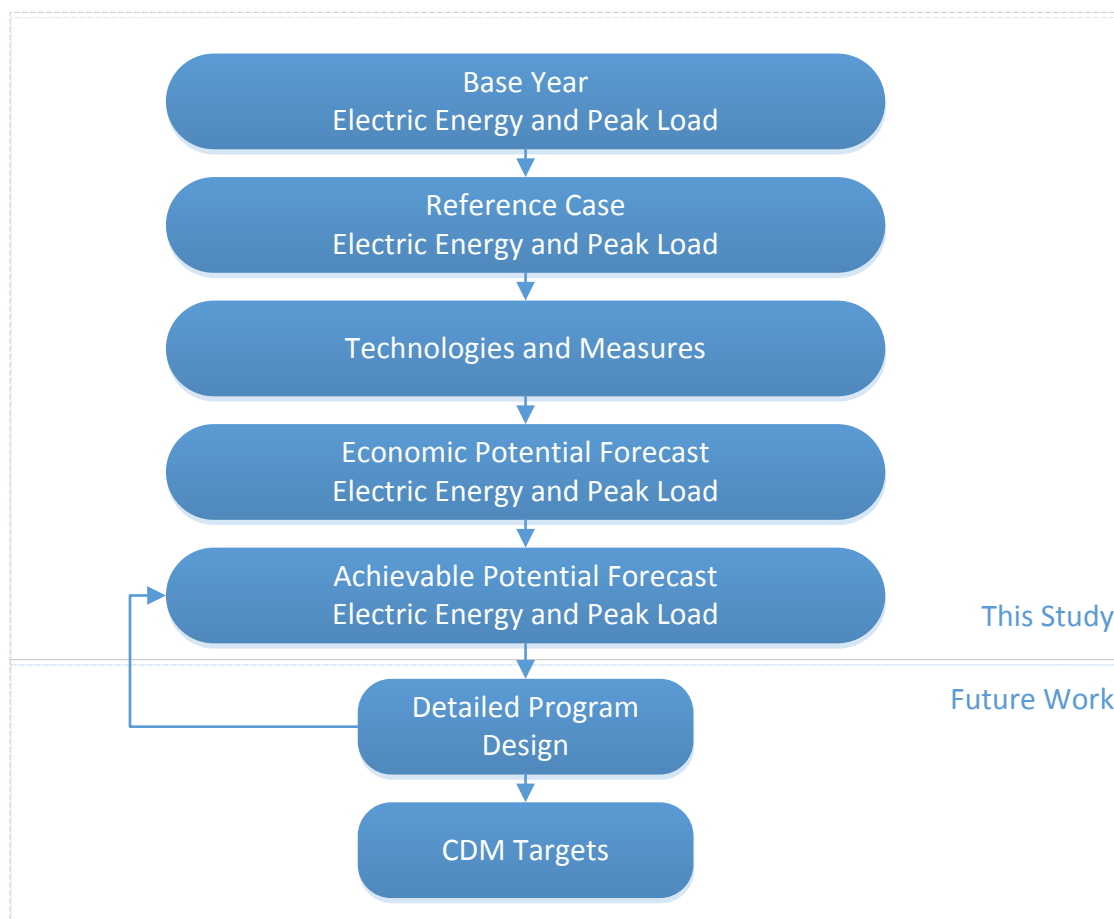 Base Year
Electric Energy and Peak Load
Reference Case
Electric Energy and Peak Load
Technologies and Measures
Economic Potential Forecast
Electric Energy and Peak Load
Achievable Potential Forecast
Electric Energy and Peak Load
This Study
Future Work
Detailed Program
Design
CDM Targets